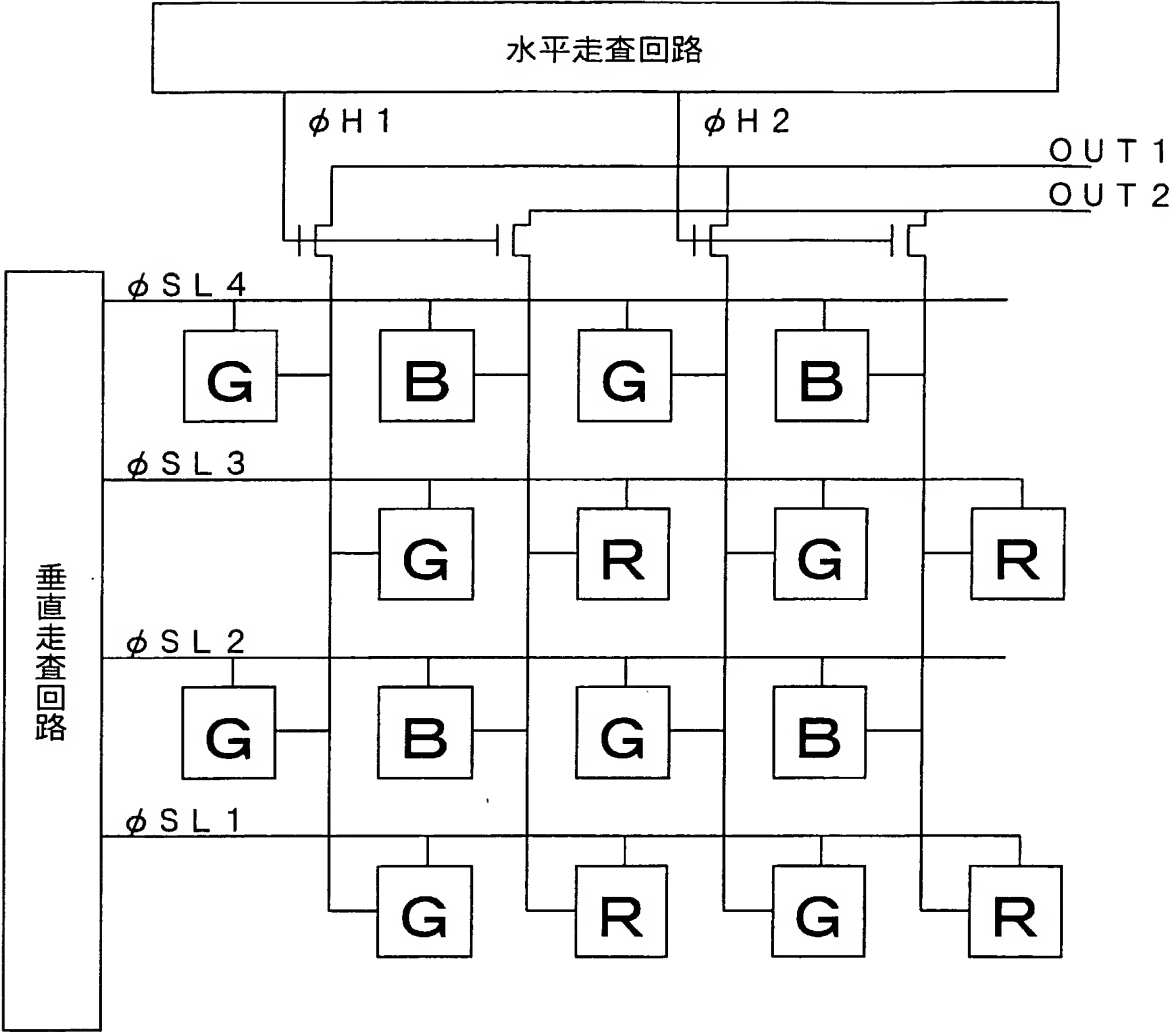 水平走査回路
φH1
φH2
OUT1
OUT2
φSL4
G B G B
φSL3
G R G R
垂直走査回路
φSL2
G B G B
φSL1
G R G R